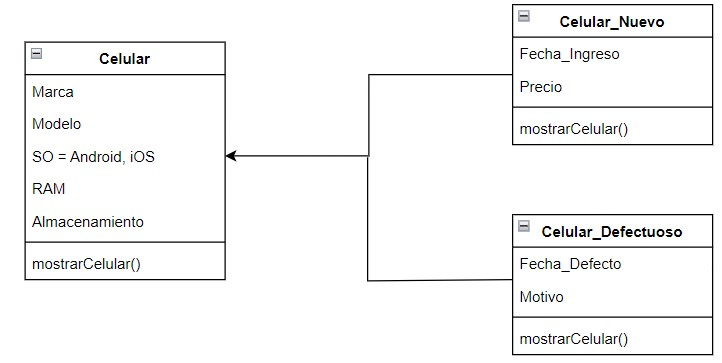 Celular
Marca
Modelo
SO = Android, iOS
RAM
Almacenamiento
mostrarCelular()
Celular_Nuevo
Fecha_Ingreso
Precio
mostrarCelular()
Celular_Defectuoso
Fecha_Defecto
Motivo
mostrarCelular()